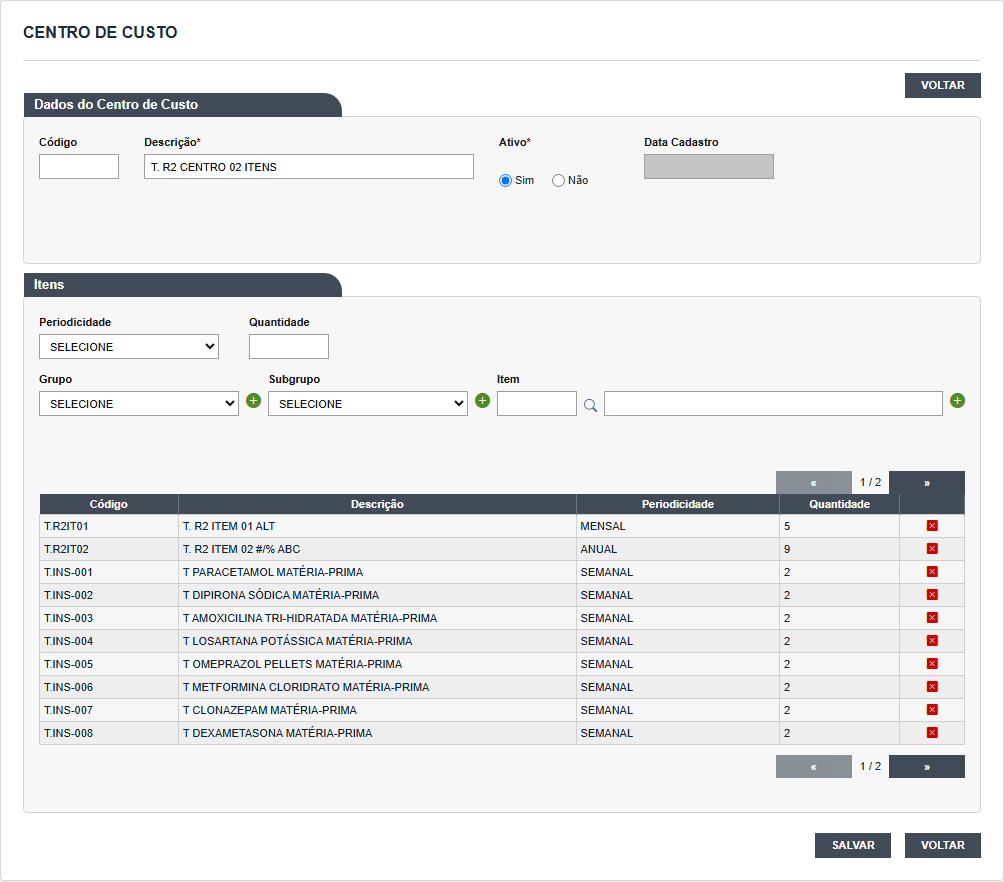 CENTRO DE CUSTO
VOLTAR
Dados do Centro de Custo
Código Descrição* Ativo* Data Cadastro
T. R2 CENTRO 02 ITENS
Sim Não
Itens
Periodicidade Quantidade
SELECIONE
Grupo Subgrupo Item
SELECIONE SELECIONE
« 1 / 2 »
Código Descrição Periodicidade Quantidade
T.R2IT01 T. R2 ITEM 01 ALT MENSAL 5
T.R2IT02 T. R2 ITEM 02 #/% ABC ANUAL 9
T.INS-001 T PARACETAMOL MATÉRIA-PRIMA SEMANAL 2
T.INS-002 T DIPIRONA SÓDICA MATÉRIA-PRIMA SEMANAL 2
T.INS-003 T AMOXICILINA TRI-HIDRATADA MATÉRIA-PRIMA SEMANAL 2
T.INS-004 T LOSARTANA POTÁSSICA MATÉRIA-PRIMA SEMANAL 2
T.INS-005 T OMEPRAZOL PELLETS MATÉRIA-PRIMA SEMANAL 2
T.INS-006 T METFORMINA CLORIDRATO MATÉRIA-PRIMA SEMANAL 2
T.INS-007 T CLONAZEPAM MATÉRIA-PRIMA SEMANAL 2
T.INS-008 T DEXAMETASONA MATÉRIA-PRIMA SEMANAL 2
« 1 / 2 »
SALVAR VOLTAR